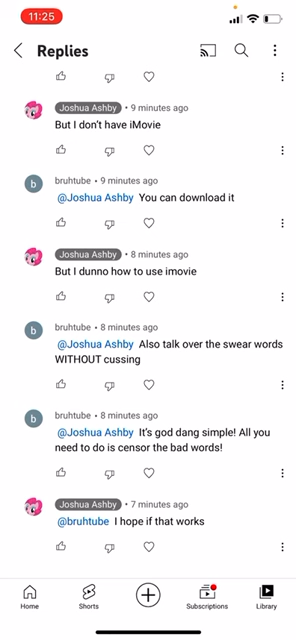 11:25
Replies
Joshua Ashby • 9 minutes ago
But I don't have iMovie
b
bruhtube • 9 minutes ago
@Joshua Ashby You can download it
Joshua Ashby • 8 minutes ago
But I dunno how to use imovie
b
bruhtube • 8 minutes ago
@Joshua Ashby Also talk over the swear words
WITHOUT cussing
b
bruhtube • 8 minutes ago
@Joshua Ashby It's god dang simple! All you
need to do is censor the bad words!
Joshua Ashby • 7 minutes ago
@bruhtube I hope if that works
Home Shorts Subscriptions Library